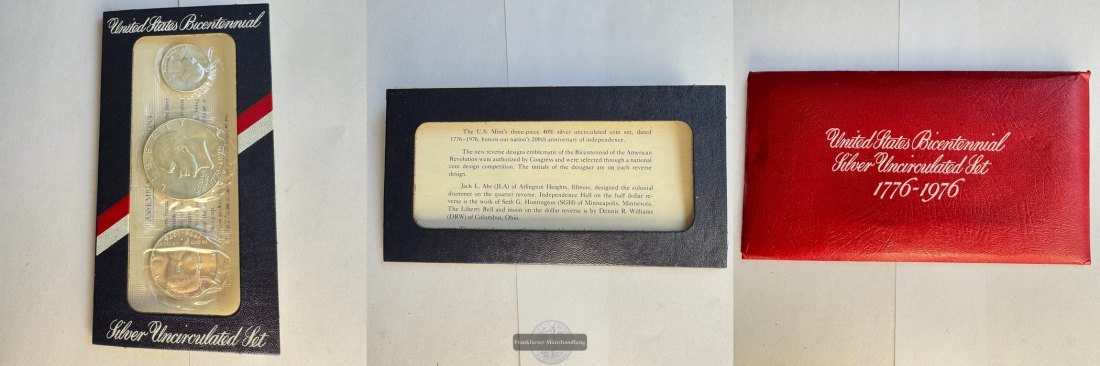 United States Bicentennial
Silver Uncirculated Set
The U.S. Mint's three-piece 40% silver uncirculated coin set, dated
1776-1976, honors our nation's 200th anniversary of independence.
The new reverse designs emblematic of the Bicentennial of the American
Revolution were authorized by Congress and were selected through a national
coin design competition. The initials of the designer are on each reverse
design.
Jack L. Ahr (JLA) of Arlington Heights, Illinois, designed the colonial
drummer on the quarter reverse. Independence Hall on the half dollar re-
verse is the work of Seth G. Huntington (SGH) of Minneapolis, Minnesota.
The Liberty Bell and moon on the dollar reverse is by Dennis R. Williams
(DRW) of Columbus, Ohio.
Frankfurter Münzhandlung
United States Bicentennial
Silver Uncirculated Set
1776-1976